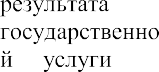 результата
государственно
й услуги